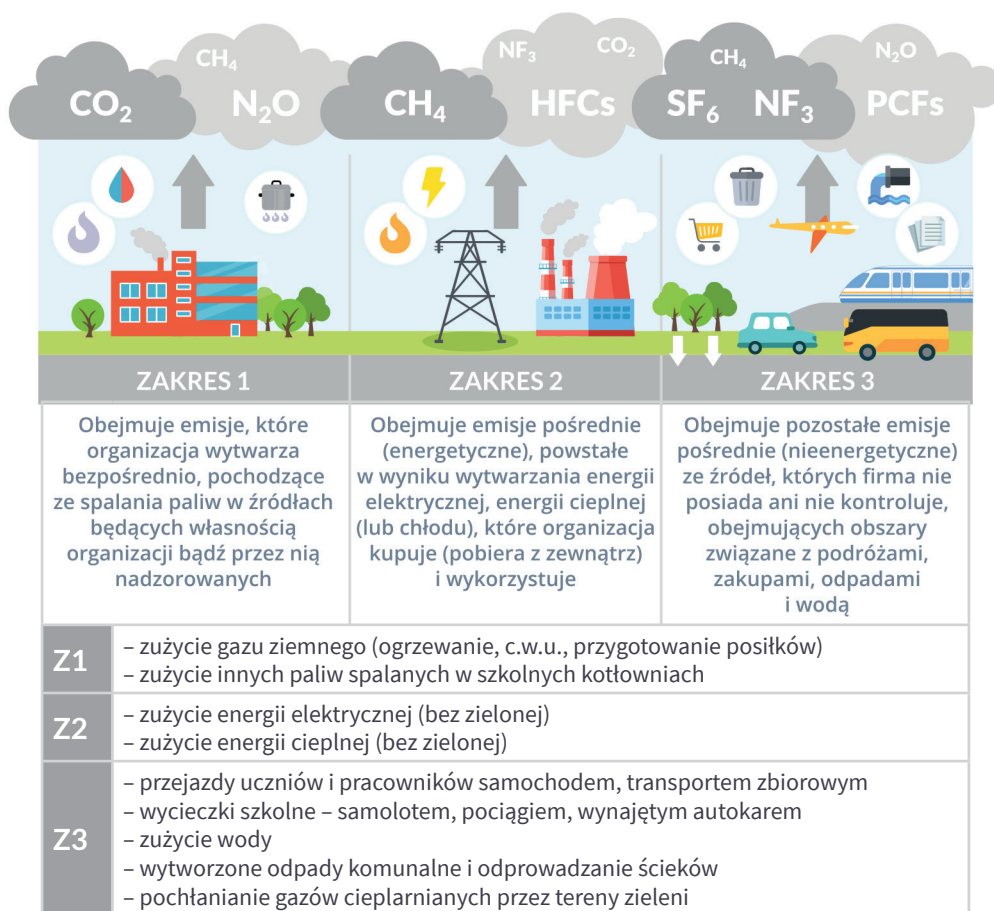 CO₂
CH₄
N₂O
CH₄
NF₃
CO₂
HFCs
CH₄
SF₆
NF₃
N₂O
PCFs
ZAKRES 1
ZAKRES 2
ZAKRES 3
Obejmuje emisje, które
organizacja wytwarza
bezpośrednio, pochodzące
ze spalania paliw w źródłach
będących własnością
organizacji bądź przez nią
nadzorowanych
Obejmuje emisje pośrednie
(energetyczne), powstałe
w wyniku wytwarzania energii
elektrycznej, energii cieplnej
(lub chłodu), które organizacja
kupuje (pobiera z zewnątrz)
i wykorzystuje
Obejmuje pozostałe emisje
pośrednie (nieenergetyczne)
ze źródeł, których firma nie
posiada ani nie kontroluje,
obejmujących obszary
związane z podróżami,
zakupami, odpadami
i wodą
Z1
– zużycie gazu ziemnego (ogrzewanie, c.w.u., przygotowanie posiłków)
– zużycie innych paliw spalanych w szkolnych kotłowniach
Z2
– zużycie energii elektrycznej (bez zielonej)
– zużycie energii cieplnej (bez zielonej)
Z3
– przejazdy uczniów i pracowników samochodem, transportem zbiorowym
– wycieczki szkolne – samolotem, pociągiem, wynajętym autokarem
– zużycie wody
– wytworzone odpady komunalne i odprowadzanie ścieków
– pochłanianie gazów cieplarnianych przez tereny zieleni